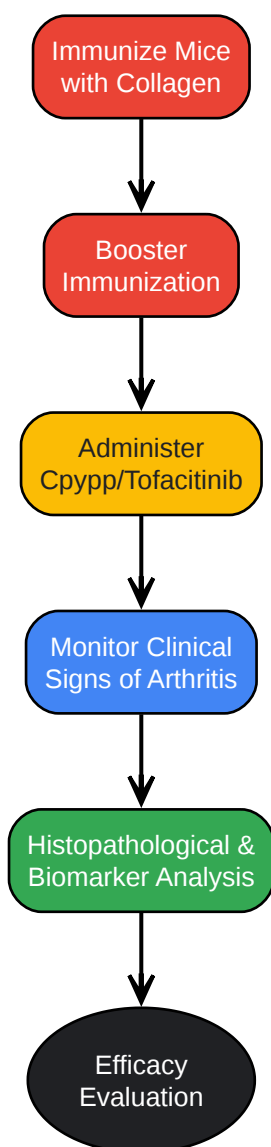 Immunize Mice
with Collagen
Booster
Immunization
Administer
Cpypp/Tofacitinib
Monitor Clinical
Signs of Arthritis
Histopathological &
Biomarker Analysis
Efficacy
Evaluation